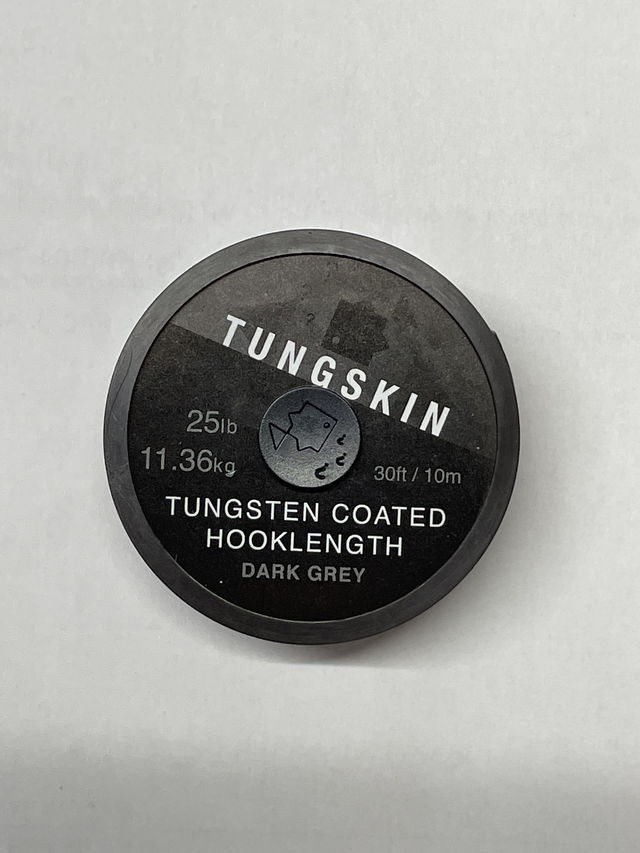 TUNGSKIN
25lb
11.36kg
30ft / 10m
TUNGSTEN COATED
HOOKLENGTH
DARK GREY